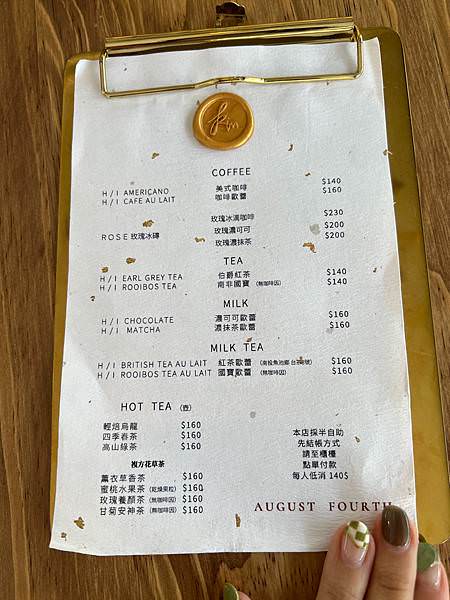 COFFEE
H / I AMERICANO 美式咖啡 $140
H / I CAFE AU LAIT 咖啡歐蕾 $160
玫瑰冰滴咖啡 $230
ROSE 玫瑰冰磚 玫瑰濃可可 $200
玫瑰濃抹茶 $200
TEA
H / I EARL GREY TEA 伯爵紅茶 $140
H / I ROOIBOS TEA 南非國寶 (無咖啡因) $140
MILK
H / I CHOCOLATE 濃可可歐蕾 $160
H / I MATCHA 濃抹茶歐蕾 $160
MILK TEA
H / I BRITISH TEA AU LAIT 紅茶歐蕾 $160
H / I ROOIBOS TEA AU LAIT 國寶歐蕾 (無咖啡因) $160
HOT TEA (壺)
輕焙烏龍 $160
四季春茶 $160
高山綠茶 $160
複方花草茶
薰衣草香茶 $160
蜜桃水果茶 (乾燥果粒) $160
玫瑰養顏茶 (無咖啡因) $160
甘菊安神茶 (無咖啡因) $160
本店採半自助
先結帳方式
請至櫃檯
點單付款
每人低消 140$
AUGUST FOURTH